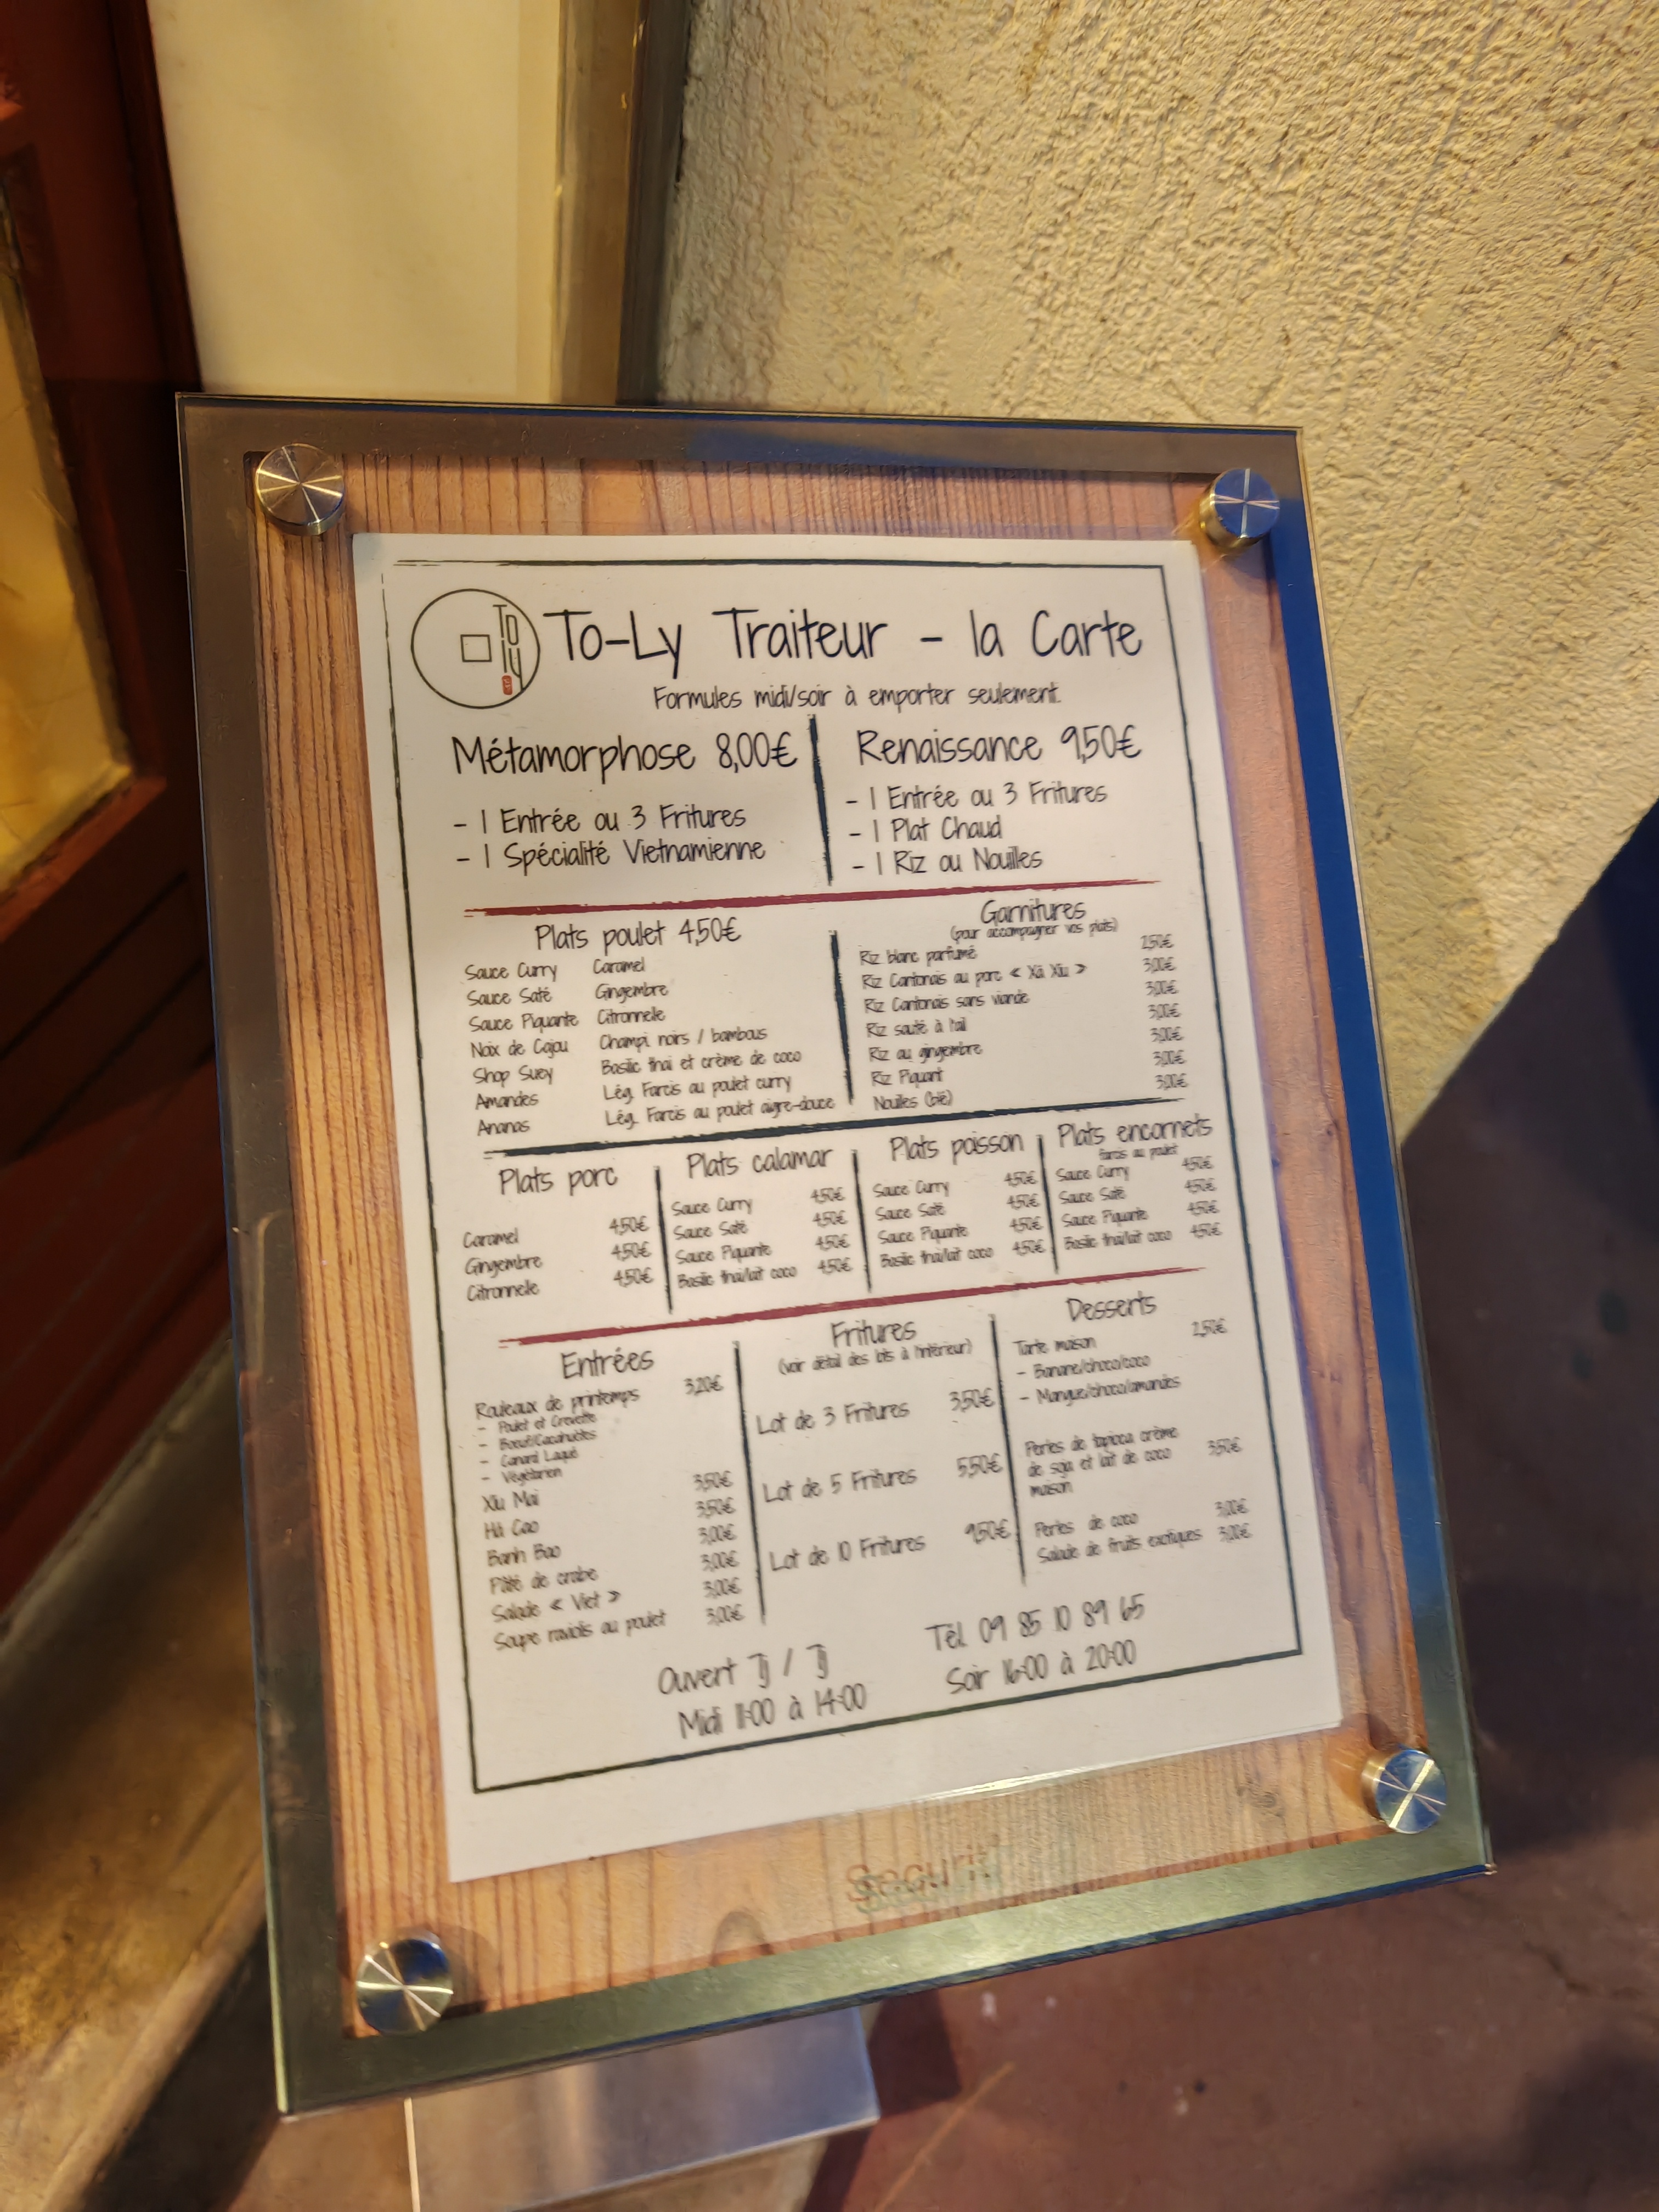 TO LY
To-Ly Traiteur - la Carte
Formules midi/soir à emporter seulement.
Métamorphose 8,00€
- 1 Entrée ou 3 Fritures
- 1 Spécialité Vietnamienne
Renaissance 9,50€
- 1 Entrée ou 3 Fritures
- 1 Plat Chaud
- 1 Riz ou Nouilles
Plats poulet 4,50€
Sauce Curry
Sauce Saté
Sauce Piquante
Noix de Cajou
Shop Suey
Amandes
Ananas
Caramel
Gingembre
Citronnelle
Champi noirs / bambous
Basilic thai et crème de coco
Lég. Farcis au poulet curry
Lég. Farcis au poulet aigre-douce
Garnitures
(pour accompagner vos plats)
Riz blanc parfumé 2,50€
Riz Cantonais au porc « Xá Xíu » 3,00€
Riz Cantonais sans viande 3,00€
Riz sauté à l'ail 3,00€
Riz au gingembre 3,00€
Riz Piquant 3,00€
Nouilles (blé) 3,00€
Plats porc
Caramel 4,50€
Gingembre 4,50€
Citronnelle 4,50€
Plats calamar
Sauce Curry 4,50€
Sauce Saté 4,50€
Sauce Piquante 4,50€
Basilic thai/lait coco 4,50€
Plats poisson
Sauce Curry 4,50€
Sauce Saté 4,50€
Sauce Piquante 4,50€
Basilic thai/lait coco 4,50€
Plats encornets
farcis au poulet
Sauce Curry 4,50€
Sauce Saté 4,50€
Sauce Piquante 4,50€
Basilic thai/lait coco 4,50€
Entrées
Rouleaux de printemps 3,20€
- Poulet et Crevette
- Boeuf/Cacahuètes
- Canard Laqué
- Végétarien
Xíu Mai 3,50€
Há Cao 3,50€
Banh Bao 3,00€
Pâté de crabe 3,00€
Salade « Viet » 3,00€
Soupe raviolis au poulet 3,00€
Fritures
(voir détail des lots à l'intérieur)
Lot de 3 Fritures 3,50€
Lot de 5 Fritures 5,50€
Lot de 10 Fritures 9,50€
Desserts
Tarte maison 2,50€
- Banane/choco/coco
- Mangue/choco/amandes
Perles de tapioca crème
de soja et lait de coco 3,50€
maison
Perles de coco 3,00€
Salade de fruits exotiques 3,00€
Ouvert 7j / 7j
Midi 11:00 à 14:00
Tél. 09 85 10 89 65
Soir 16:00 à 20:00
Securit